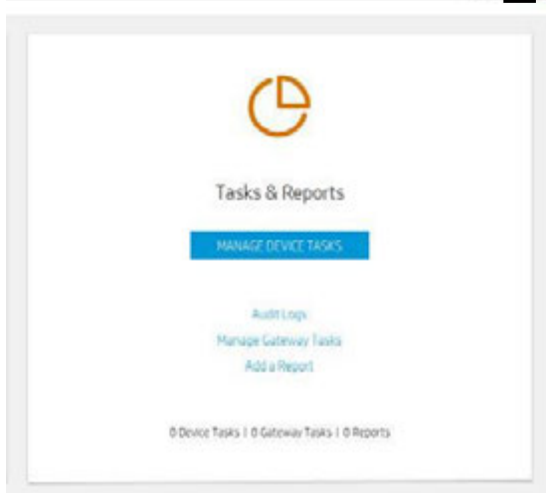 Tasks & Reports
MANAGE DEVICE TASKS
Audit Logs
Manage Gateway Tasks
Add a Report
0 Device Tasks | 0 Gateway Tasks | 0 Reports